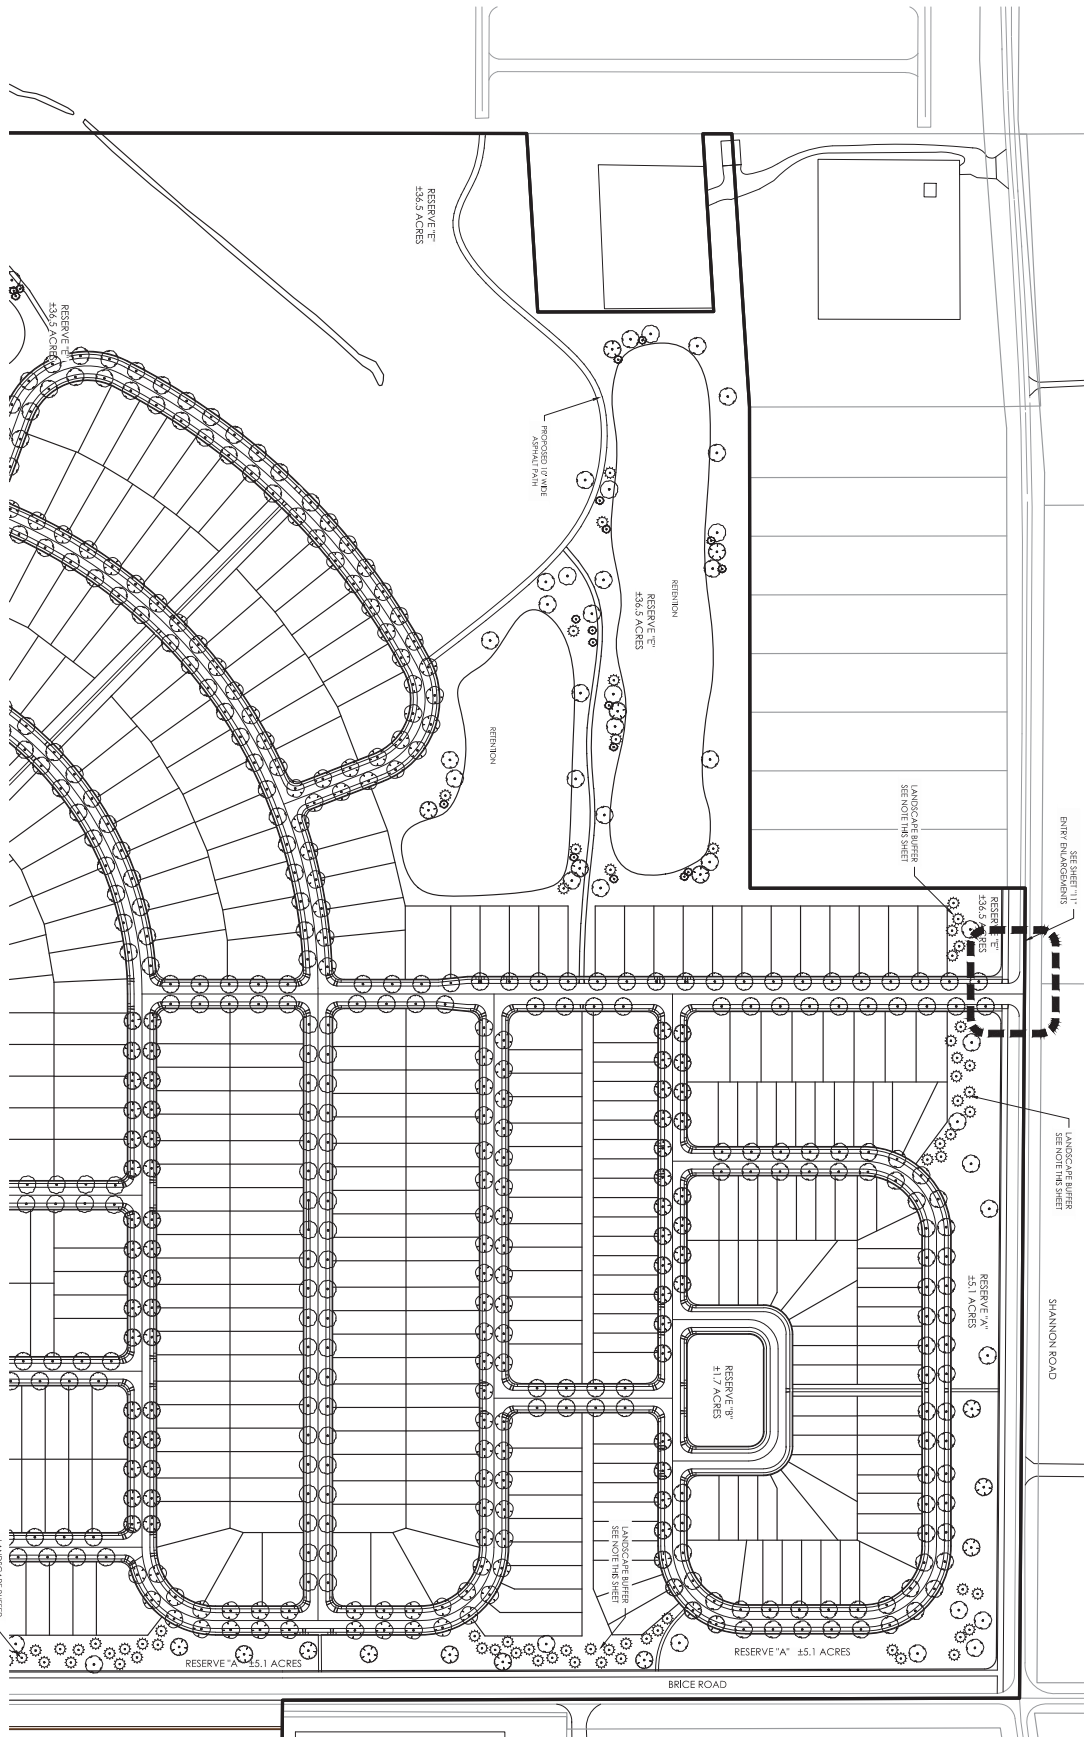 RESERVE "E"
±36.5 ACRES
RESERVE "E"
±36.5 ACRES
PROPOSED 10' WIDE
ASPHALT PATH
RETENTION
RESERVE "E"
±36.5 ACRES
RETENTION
LANDSCAPE BUFFER
SEE NOTE THIS SHEET
SEE SHEET "11"
ENTRY ENLARGEMENTS
RESERVE "E"
±36.5 ACRES
LANDSCAPE BUFFER
SEE NOTE THIS SHEET
RESERVE "A"
±5.1 ACRES
SHANNON ROAD
RESERVE "B"
±1.7 ACRES
LANDSCAPE BUFFER
SEE NOTE THIS SHEET
RESERVE "A" ±5.1 ACRES
RESERVE "A" ±5.1 ACRES
BRICE ROAD